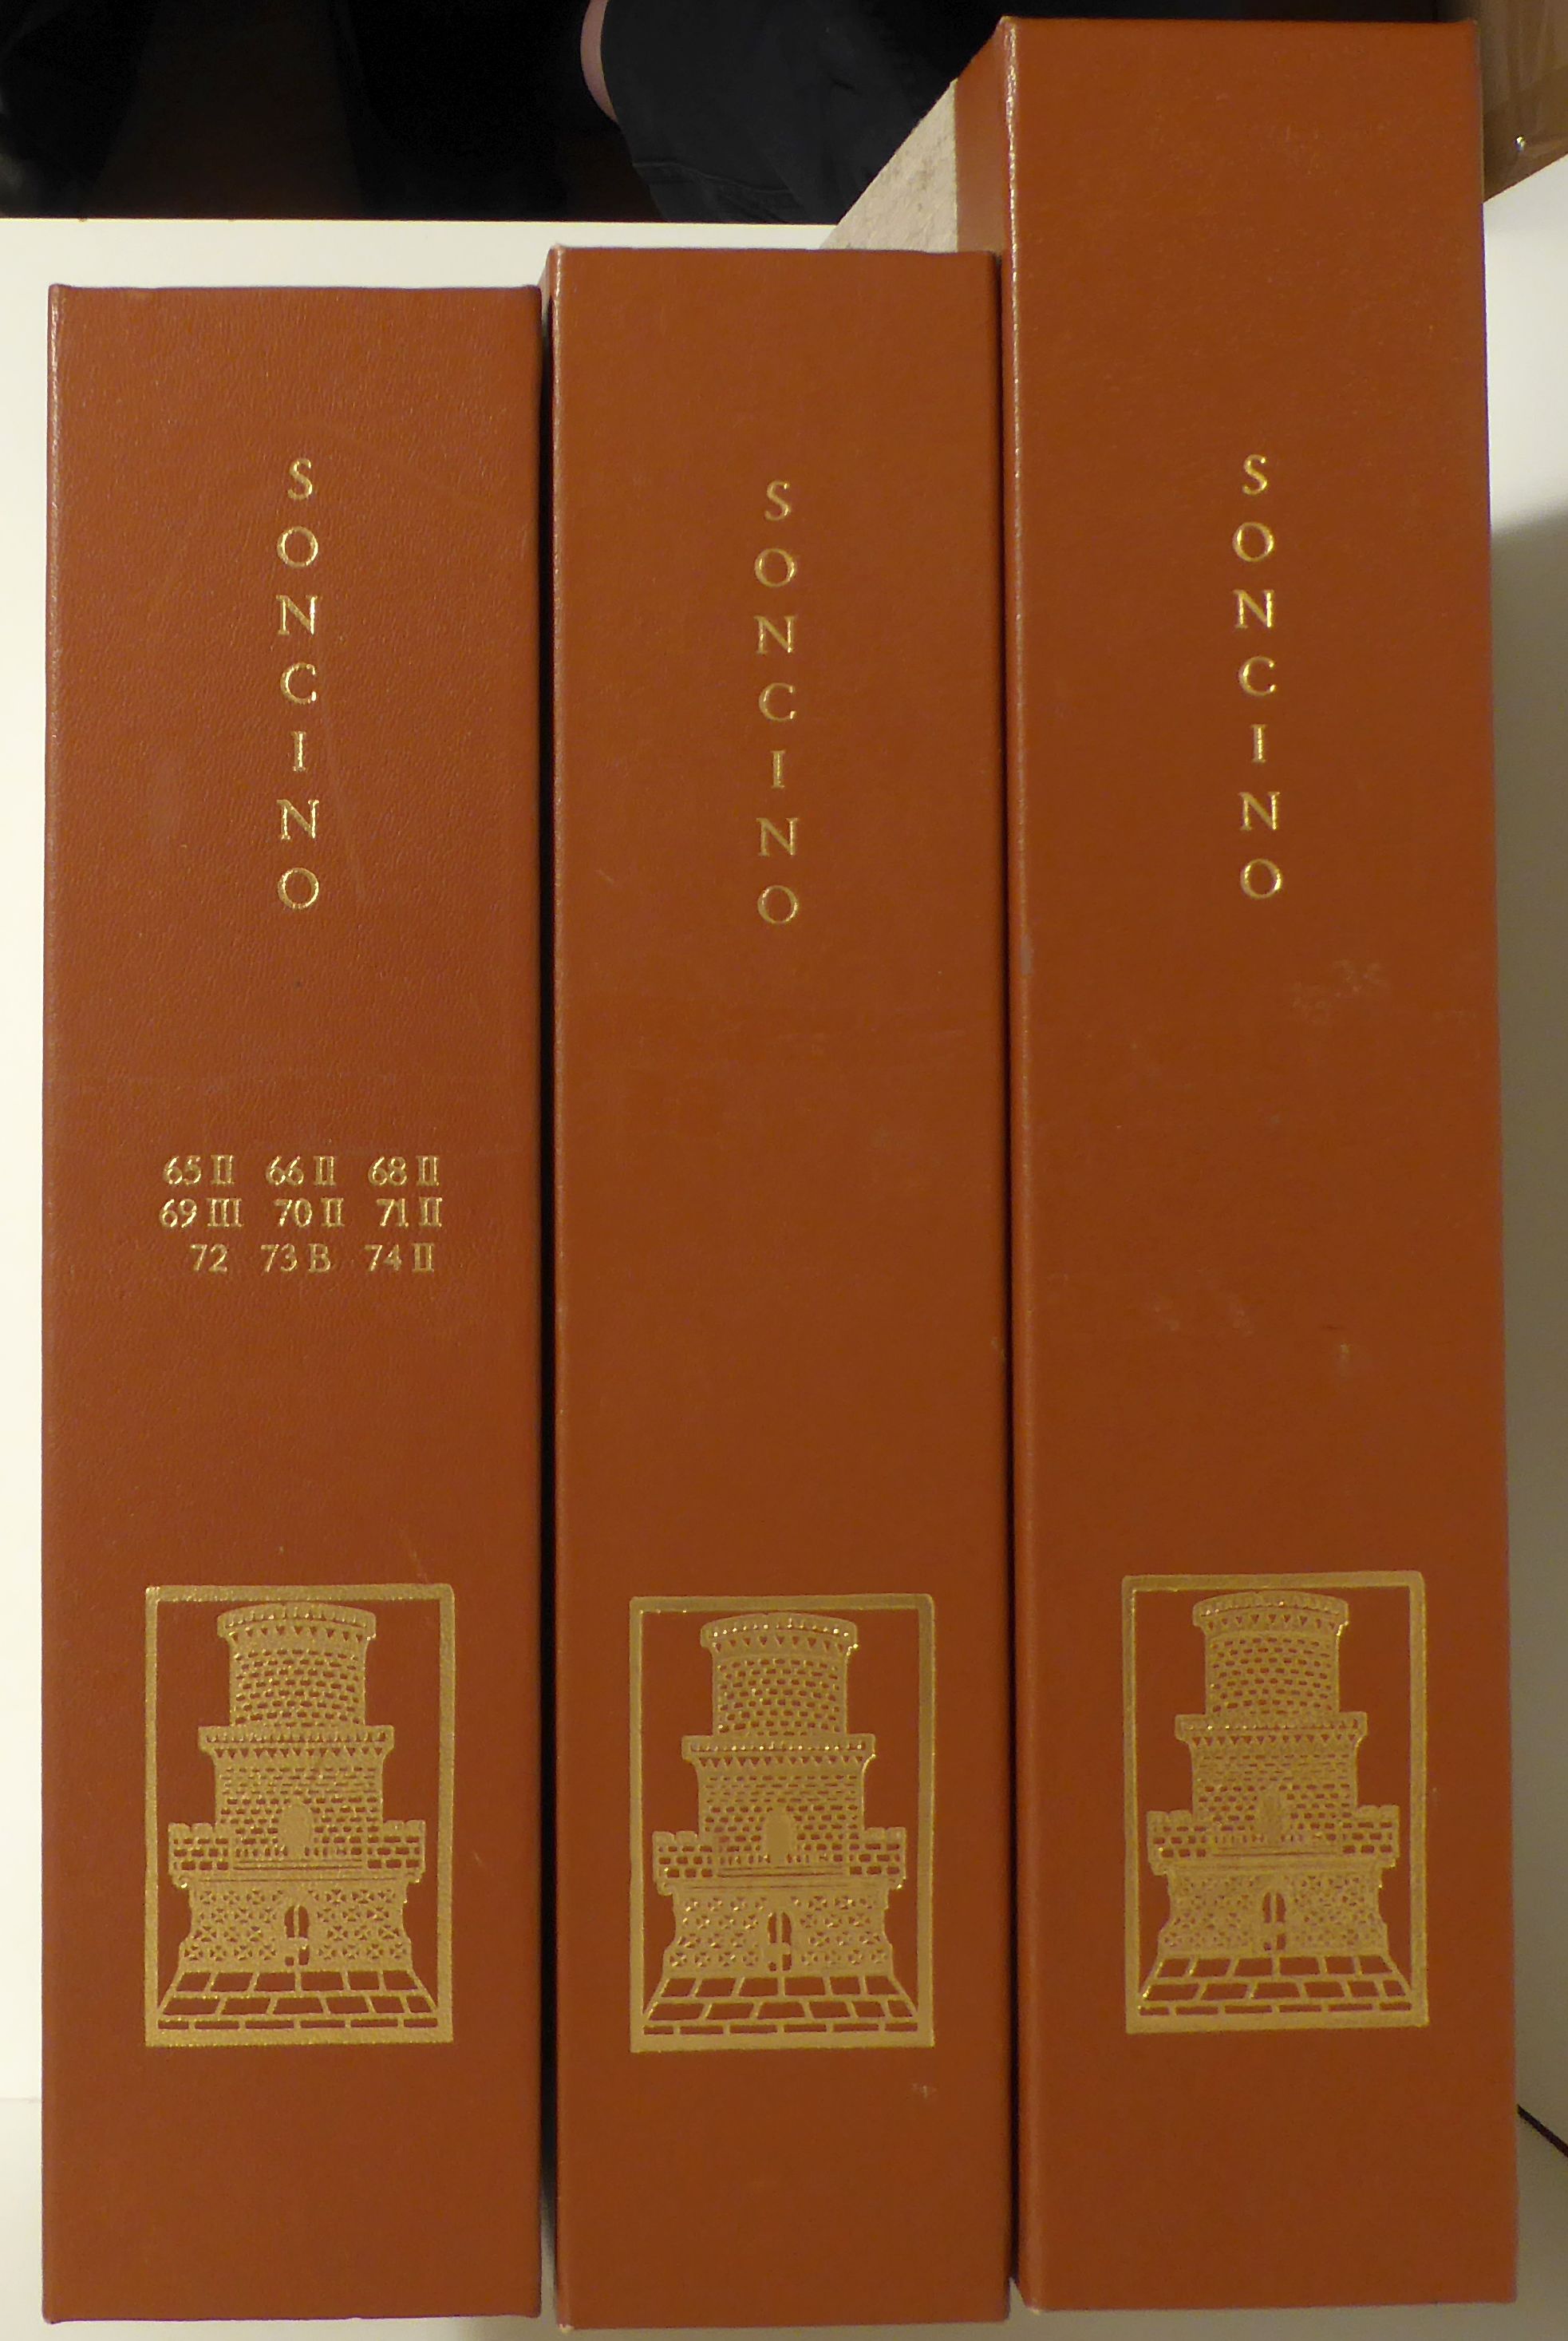 SONCINO
65 II 66 II 68 II
69 III 70 II 71 II
72 73 B 74 II
SONCINO
SONCINO